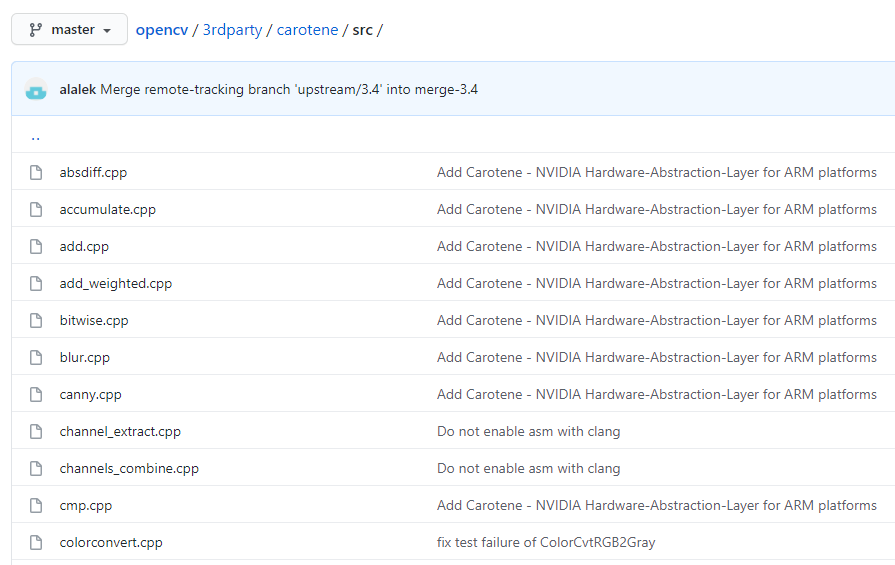 master opencv / 3rdparty / carotene / src /
alalek Merge remote-tracking branch 'upstream/3.4' into merge-3.4
..
absdiff.cpp Add Carotene - NVIDIA Hardware-Abstraction-Layer for ARM platforms
accumulate.cpp Add Carotene - NVIDIA Hardware-Abstraction-Layer for ARM platforms
add.cpp Add Carotene - NVIDIA Hardware-Abstraction-Layer for ARM platforms
add_weighted.cpp Add Carotene - NVIDIA Hardware-Abstraction-Layer for ARM platforms
bitwise.cpp Add Carotene - NVIDIA Hardware-Abstraction-Layer for ARM platforms
blur.cpp Add Carotene - NVIDIA Hardware-Abstraction-Layer for ARM platforms
canny.cpp Add Carotene - NVIDIA Hardware-Abstraction-Layer for ARM platforms
channel_extract.cpp Do not enable asm with clang
channels_combine.cpp Do not enable asm with clang
cmp.cpp Add Carotene - NVIDIA Hardware-Abstraction-Layer for ARM platforms
colorconvert.cpp fix test failure of ColorCvtRGB2Gray